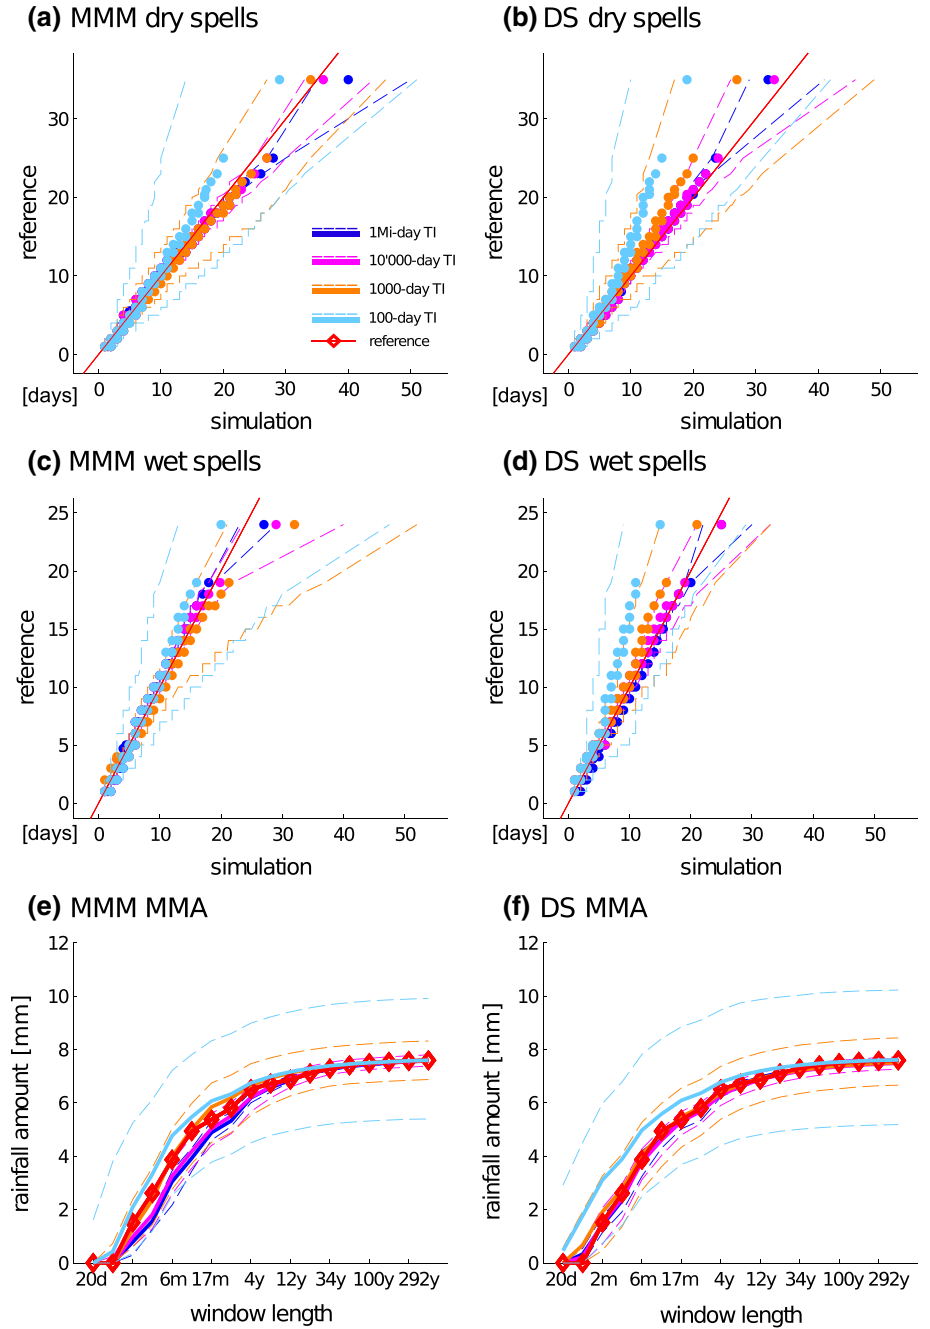 (a) MMM dry spells
(b) DS dry spells
30
20
10
0
reference
1Mi-day TI
10'000-day TI
1000-day TI
100-day TI
reference
0 10 20 30 40 50
[days]
simulation
30
20
10
0
reference
0 10 20 30 40 50
[days]
simulation
(c) MMM wet spells
(d) DS wet spells
25
20
15
10
5
0
reference
0 10 20 30 40 50
[days]
simulation
25
20
15
10
5
0
reference
0 10 20 30 40 50
[days]
simulation
(e) MMM MMA
(f) DS MMA
12
10
8
6
4
2
0
rainfall amount [mm]
20d 2m 6m 17m 4y 12y 34y 100y 292y
window length
12
10
8
6
4
2
0
rainfall amount [mm]
20d 2m 6m 17m 4y 12y 34y 100y 292y
window length